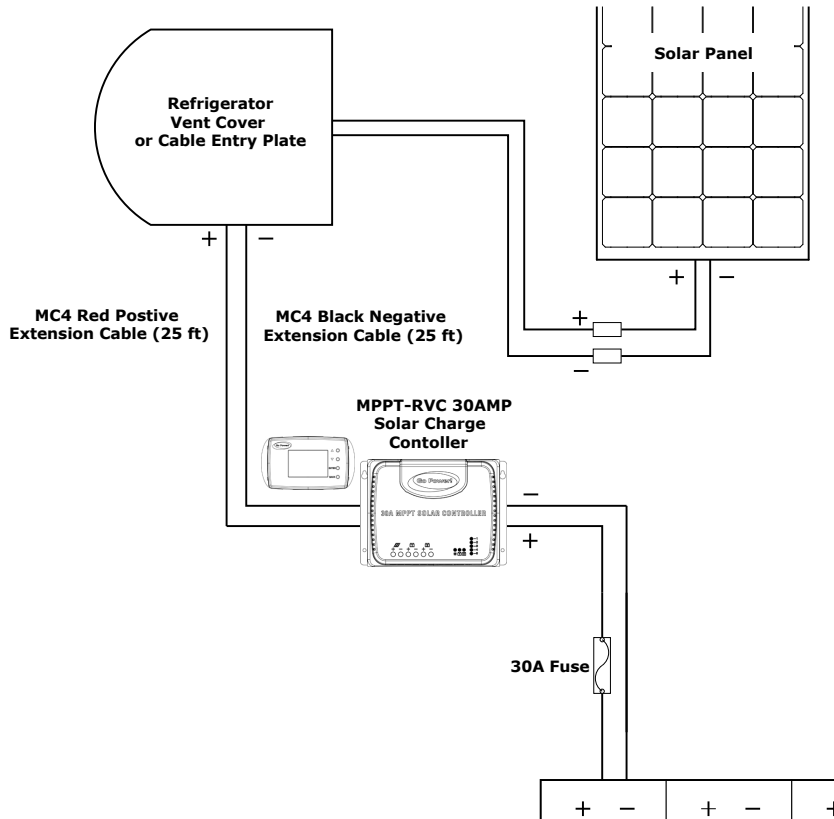 Solar Panel
Refrigerator
Vent Cover
or Cable Entry Plate
+ −
+ −
MC4 Red Postive
Extension Cable (25 ft)
MC4 Black Negative
Extension Cable (25 ft)
+
−
MPPT-RVC 30AMP
Solar Charge
Contoller
Go Power!
30A MPPT SOLAR CONTROLLER
−
+
30A Fuse
+ − + − +